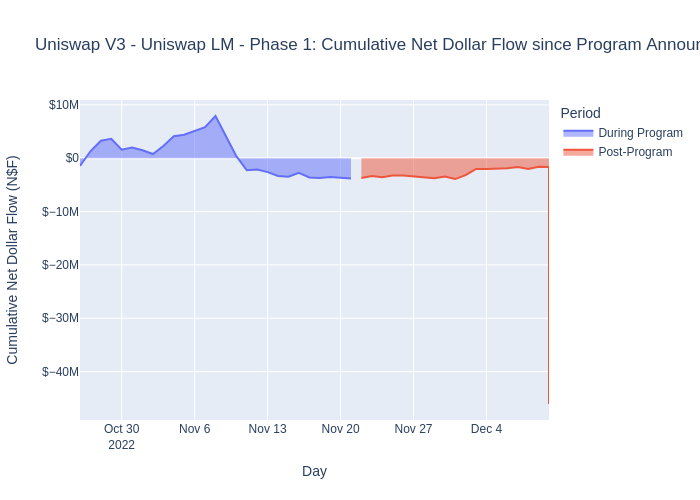 Uniswap V3 - Uniswap LM - Phase 1: Cumulative Net Dollar Flow since Program
Period
During Program
Post-Program
Cumulative Net Dollar Flow (N$F)
$10M
$0
$−10M
$−20M
$−30M
$−40M
Oct 30
2022
Nov 6
Nov 13
Nov 20
Nov 27
Dec 4
Day